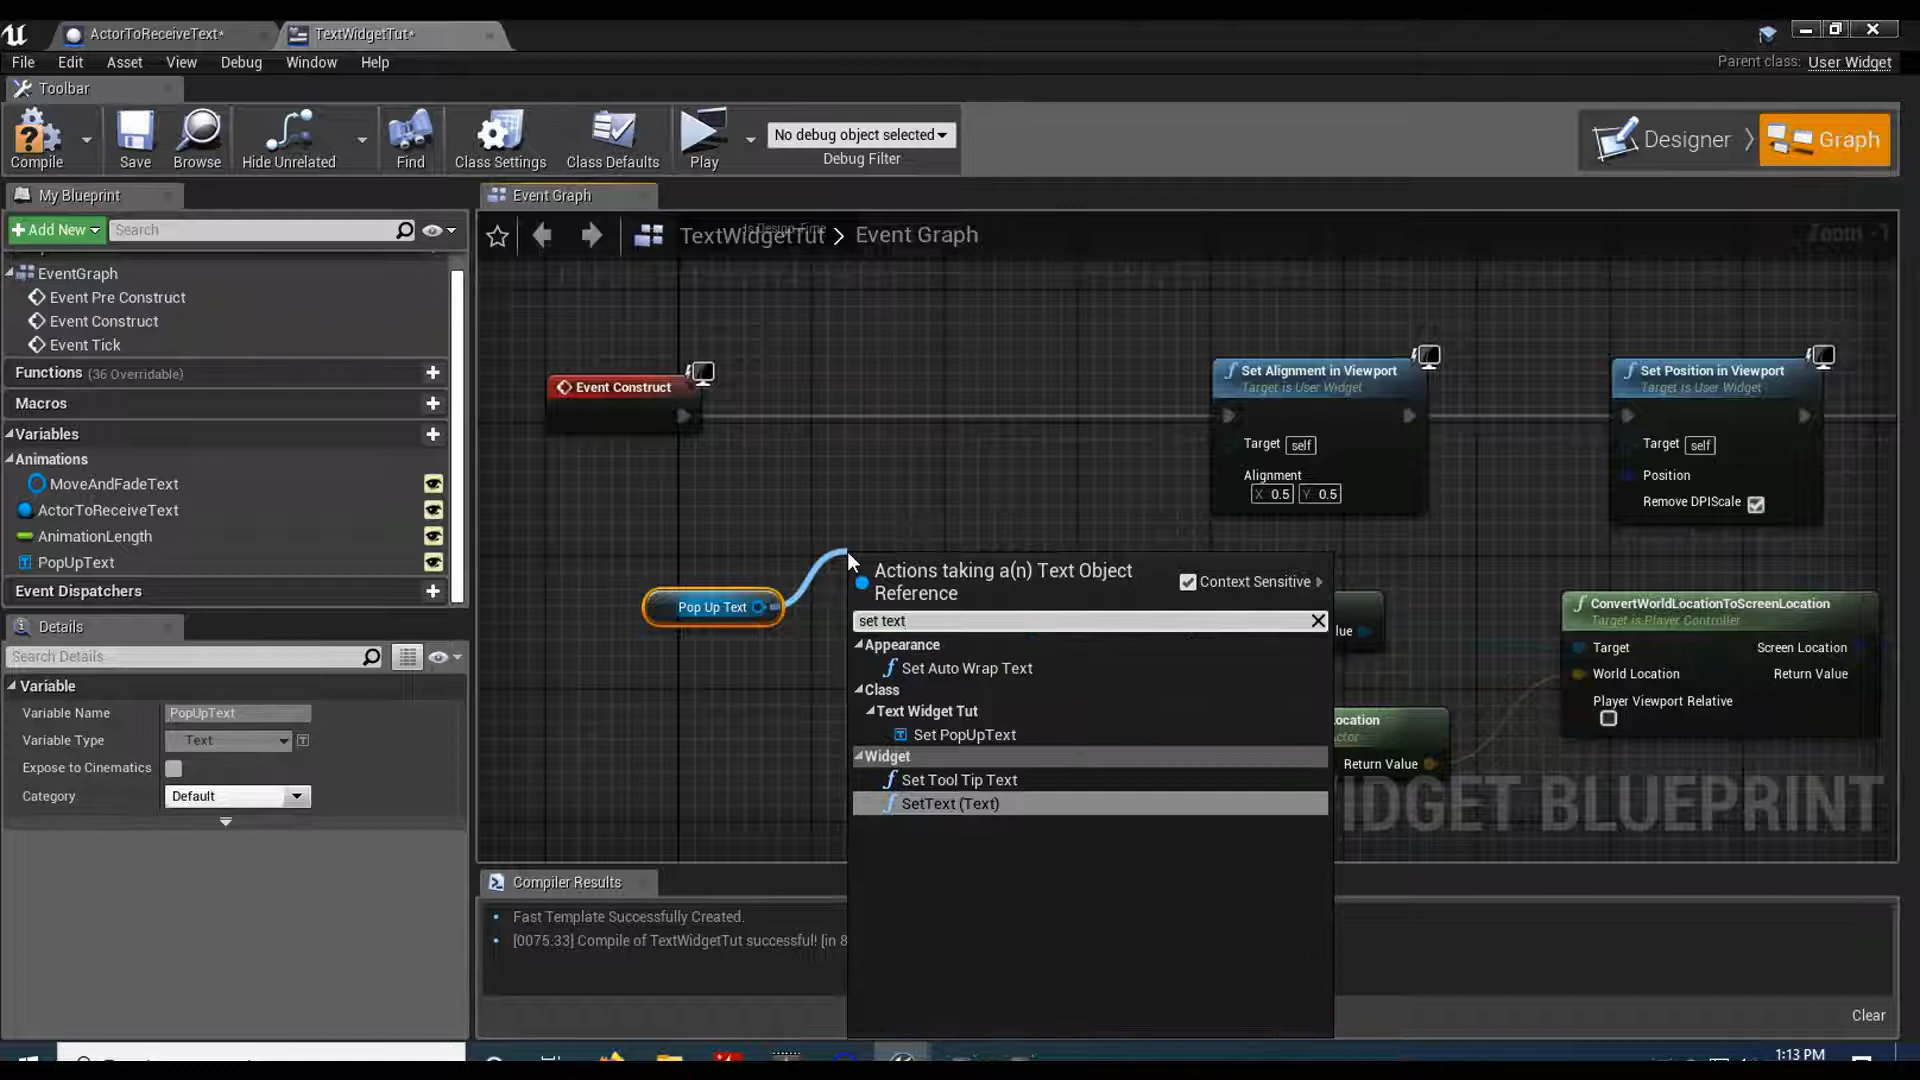 ActorToReceiveText*
TextWidgetTut*
File Edit Asset View Debug Window Help
Parent class: User Widget
Toolbar
Compile
Save
Browse
Hide Unrelated
Find
Class Settings
Class Defaults
Play
No debug object selected
Debug Filter
Designer
Graph
My Blueprint
Event Graph
+ Add New
Search
TextWidgetTut > Event Graph
Zoom -1
EventGraph
Event Pre Construct
Event Construct
Event Tick
Functions (36 Overridable)
Macros
Variables
Animations
MoveAndFadeText
ActorToReceiveText
AnimationLength
PopUpText
Event Dispatchers
Details
Search Details
Variable
Variable Name PopUpText
Variable Type Text
Expose to Cinematics
Category Default
Event Construct
Set Alignment in Viewport
Target is User Widget
Target self
Alignment
X 0.5 Y 0.5
Set Position in Viewport
Target is User Widget
Target self
Position
Remove DPIScale
Pop Up Text
Actions taking a(n) Text Object
Reference
Context Sensitive
set text
Appearance
Set Auto Wrap Text
Class
Text Widget Tut
Set PopUpText
Widget
Set Tool Tip Text
SetText (Text)
lue
ocation
ctor
Return Value
ConvertWorldLocationToScreenLocation
Target is Player Controller
Target Screen Location
World Location Return Value
Player Viewport Relative
IDGET BLUEPRINT
Compiler Results
Fast Template Successfully Created.
[0075.33] Compile of TextWidgetTut successful! [in 8
Clear
1:13 PM